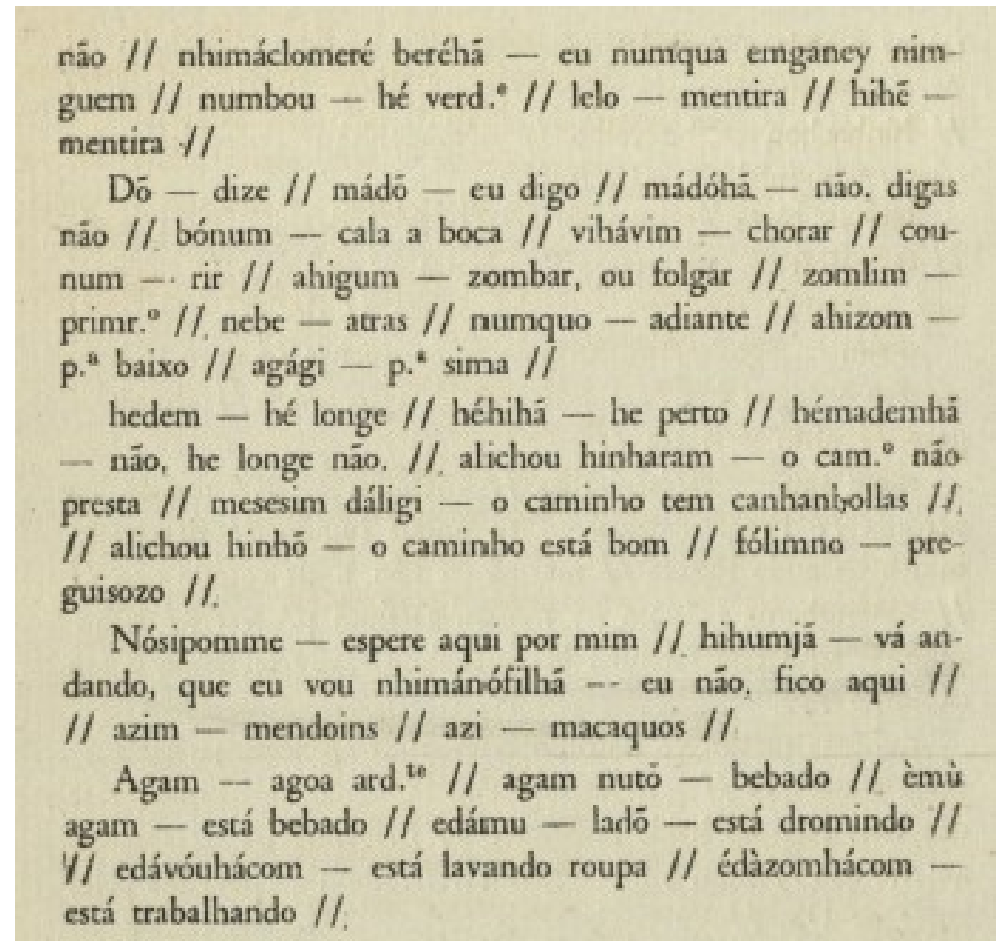 não // nhimáclomeré beréhã — eu numqua emganey nim-
guem // numbou — hé verd.ᵉ // lelo — mentira // hihē —
mentira //
Dõ — dize // mádõ — eu digo // mádóhã — não. digas
não // bónum — cala a boca // vihávim — chorar // cou-
num — rir // ahigum — zombar, ou folgar // zomlim —
primr.º // nebe — atras // numquo — adiante // ahizom —
p.ª baixo // agági — p.ª sima //
hedem — hé longe // héhihã — he perto // hémademhã
— não, he longe não. // alichou hinharam — o cam.º não
presta // mesesim dáligi — o caminho tem canhanbollas //
// alichou hinhõ — o caminho está bom // fólimno — pre-
guisozo //
Nósipomme — espere aqui por mim // hihumjã — vá an-
dando, que eu vou nhimánófilhã -- eu não, fico aqui //
// azim — mendoins // azi — macaquos //
Agam — agoa ard.ᵗᵉ // agam nutõ — bebado // èmù
agam — está bebado // edámu — ladõ — está dromindo //
// edávóuhácom — está lavando roupa // édàzomhácom —
está trabalhando //